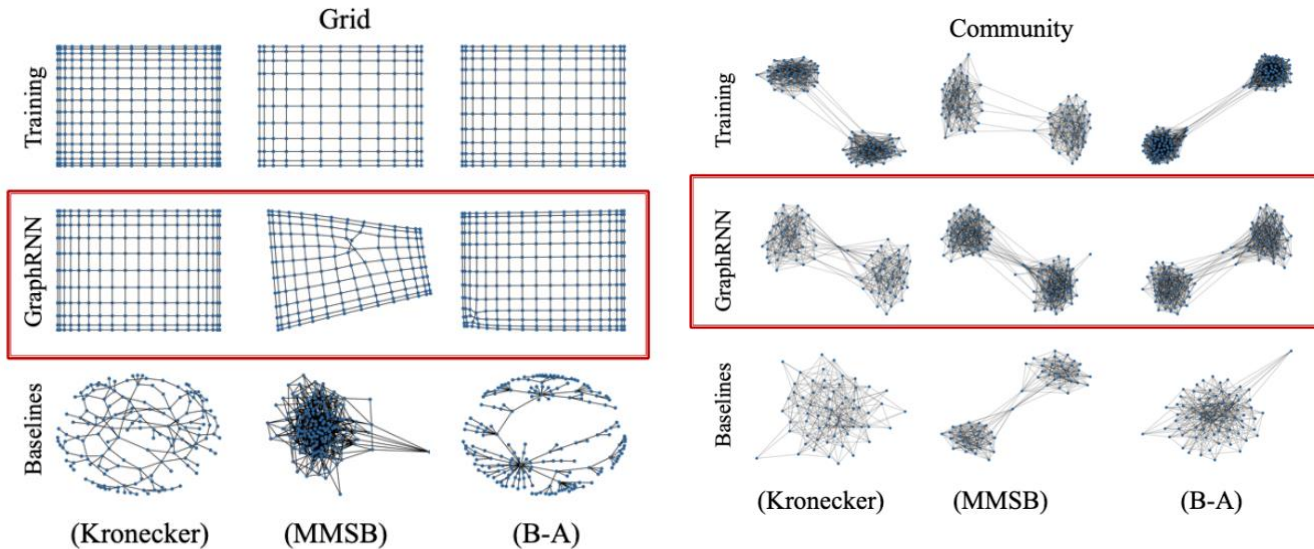 Grid
Training
GraphRNN
Baselines
(Kronecker) (MMSB) (B-A)
Community
Training
GraphRNN
Baselines
(Kronecker) (MMSB) (B-A)